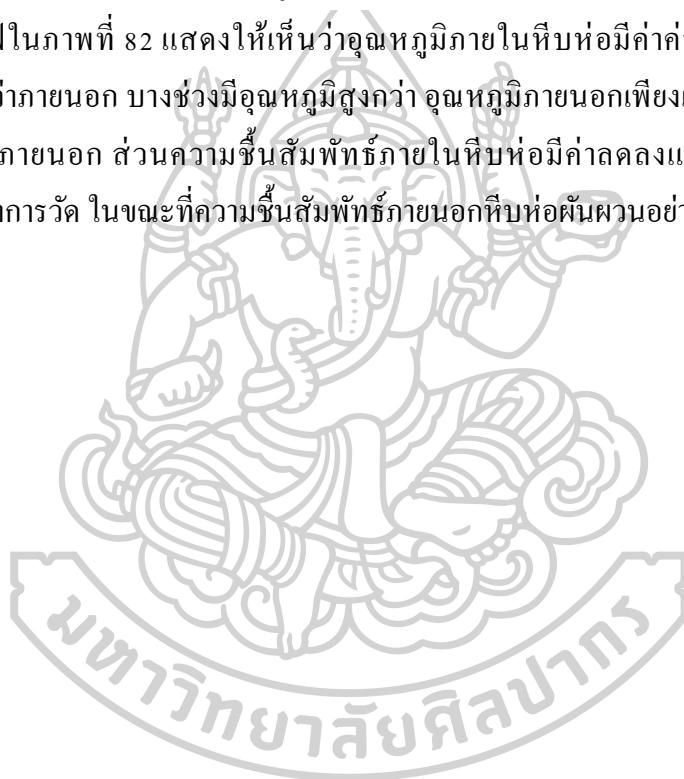 ในภาพที่ 82 แสดงให้เห็นว่าอุณหภูมิภายในหีบห่อมีค่า
ภายนอก บางช่วงมีอุณหภูมิสูงกว่า อุณหภูมิภายนอกเพียง
ภายนอก ส่วนความชื้นสัมพัทธ์ภายในหีบห่อมีค่าลดลง
การวัด ในขณะที่ความชื้นสัมพัทธ์ภายนอกหีบห่อผันผวนอย่
มหาวิทยาลัยศิลปากร